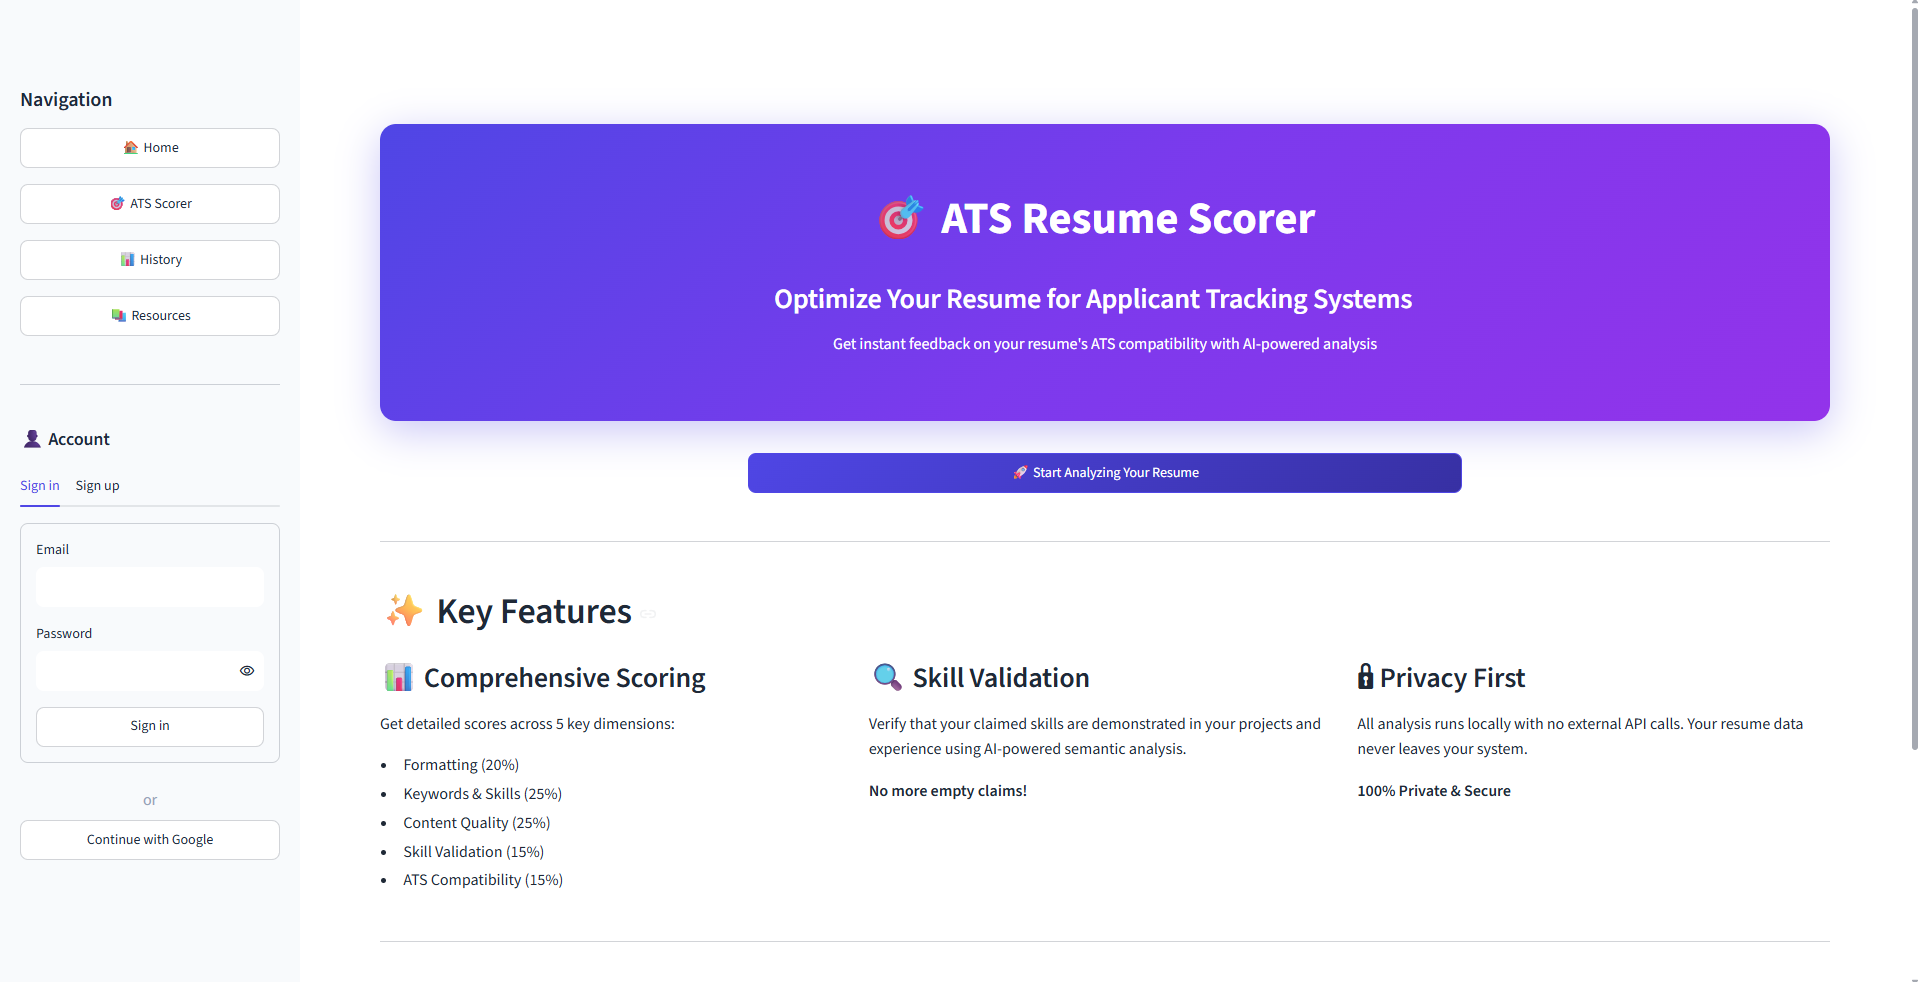 Navigation
🏠 Home
🎯 ATS Scorer
📊 History
📚 Resources
👤 Account
Sign in Sign up
Email
Password
Sign in
or
Continue with Google
🎯 ATS Resume Scorer
Optimize Your Resume for Applicant Tracking Systems
Get instant feedback on your resume's ATS compatibility with AI-powered analysis
🚀 Start Analyzing Your Resume
✨ Key Features
📊 Comprehensive Scoring
Get detailed scores across 5 key dimensions:
• Formatting (20%)
• Keywords & Skills (25%)
• Content Quality (25%)
• Skill Validation (15%)
• ATS Compatibility (15%)
🔍 Skill Validation
Verify that your claimed skills are demonstrated in your projects and
experience using AI-powered semantic analysis.
No more empty claims!
🔒 Privacy First
All analysis runs locally with no external API calls. Your resume data
never leaves your system.
100% Private & Secure